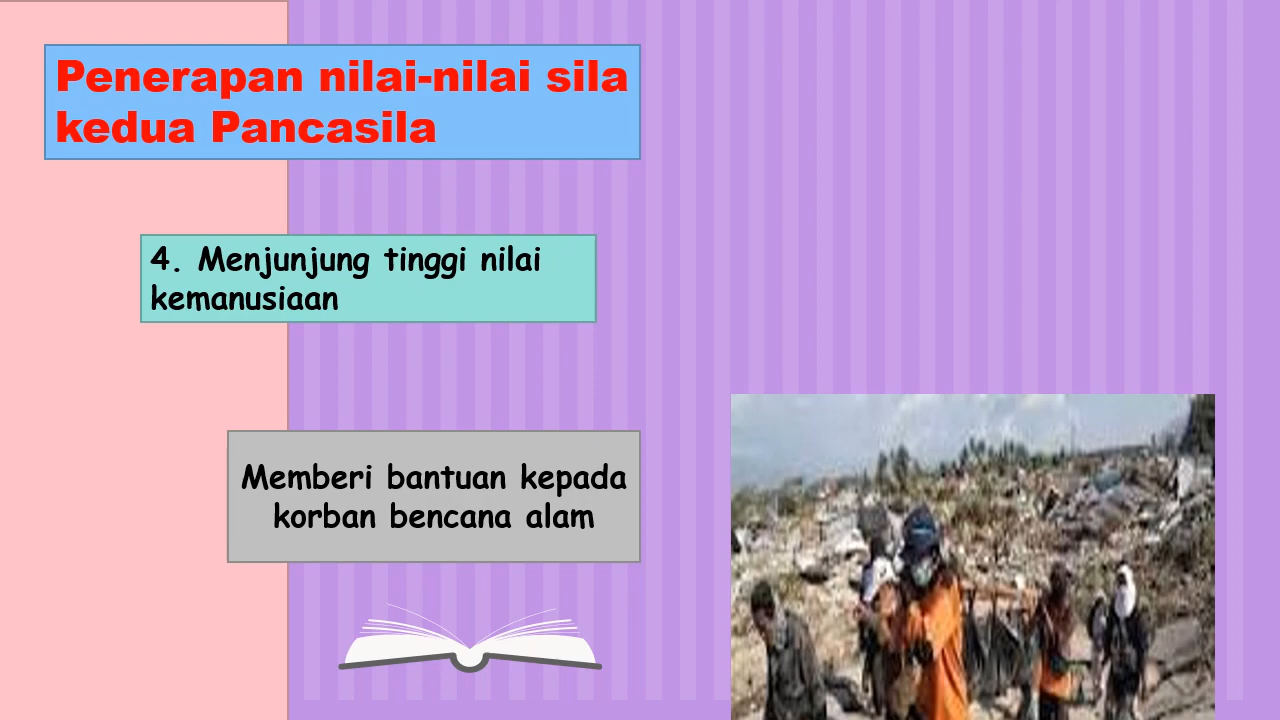 Penerapan nilai-nilai sila
kedua Pancasila
4. Menjunjung tinggi nilai
kemanusiaan
Memberi bantuan kepada
korban bencana alam